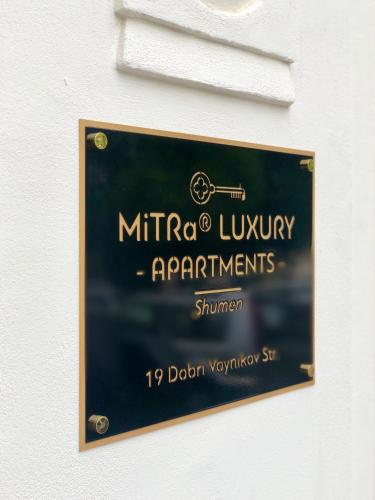 MiTRa® LUXURY
- APARTMENTS -
Shumen
19 Dobri Voynikov Str.